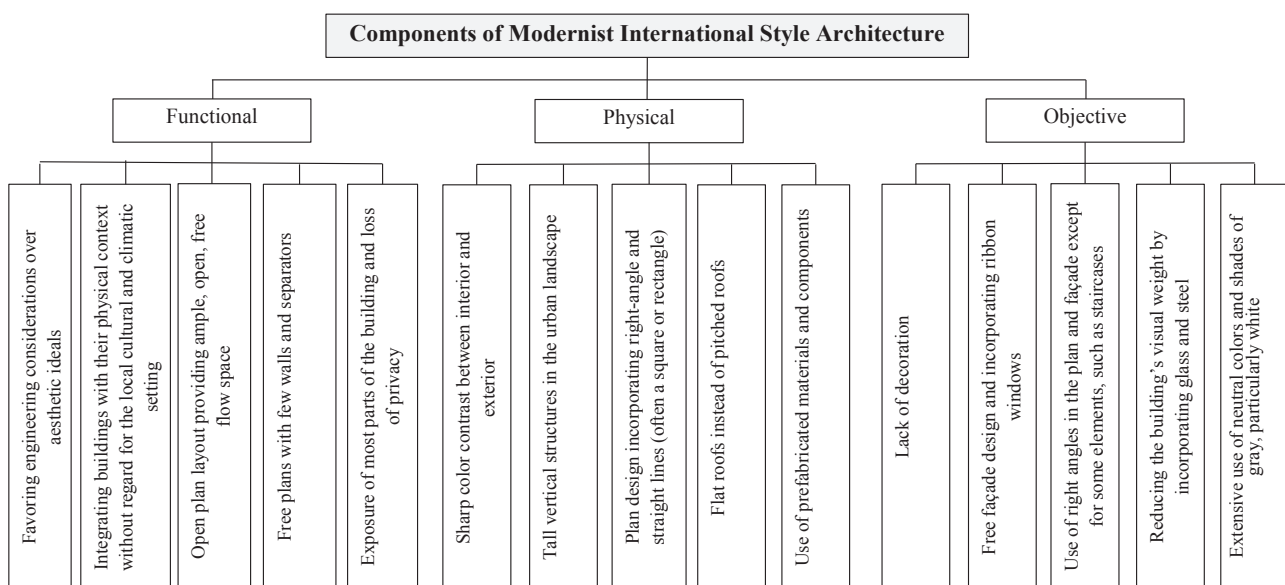 Components of Modernist International Style Architecture
Functional
Physical
Objective
Favoring engineering considerations over
aesthetic ideals
Integrating buildings with their physical context
without regard for the local cultural and climatic
setting
Open plan layout providing ample, open, free
flow space
Free plans with few walls and separators
Exposure of most parts of the building and loss
of privacy
Sharp color contrast between interior and
exterior
Tall vertical structures in the urban landscape
Plan design incorporating right-angle and
straight lines (often a square or rectangle)
Flat roofs instead of pitched roofs
Use of prefabricated materials and components
Lack of decoration
Free façade design and incorporating ribbon
windows
Use of right angles in the plan and façade except
for some elements, such as staircases
Reducing the building’s visual weight by
incorporating glass and steel
Extensive use of neutral colors and shades of
gray, particularly white